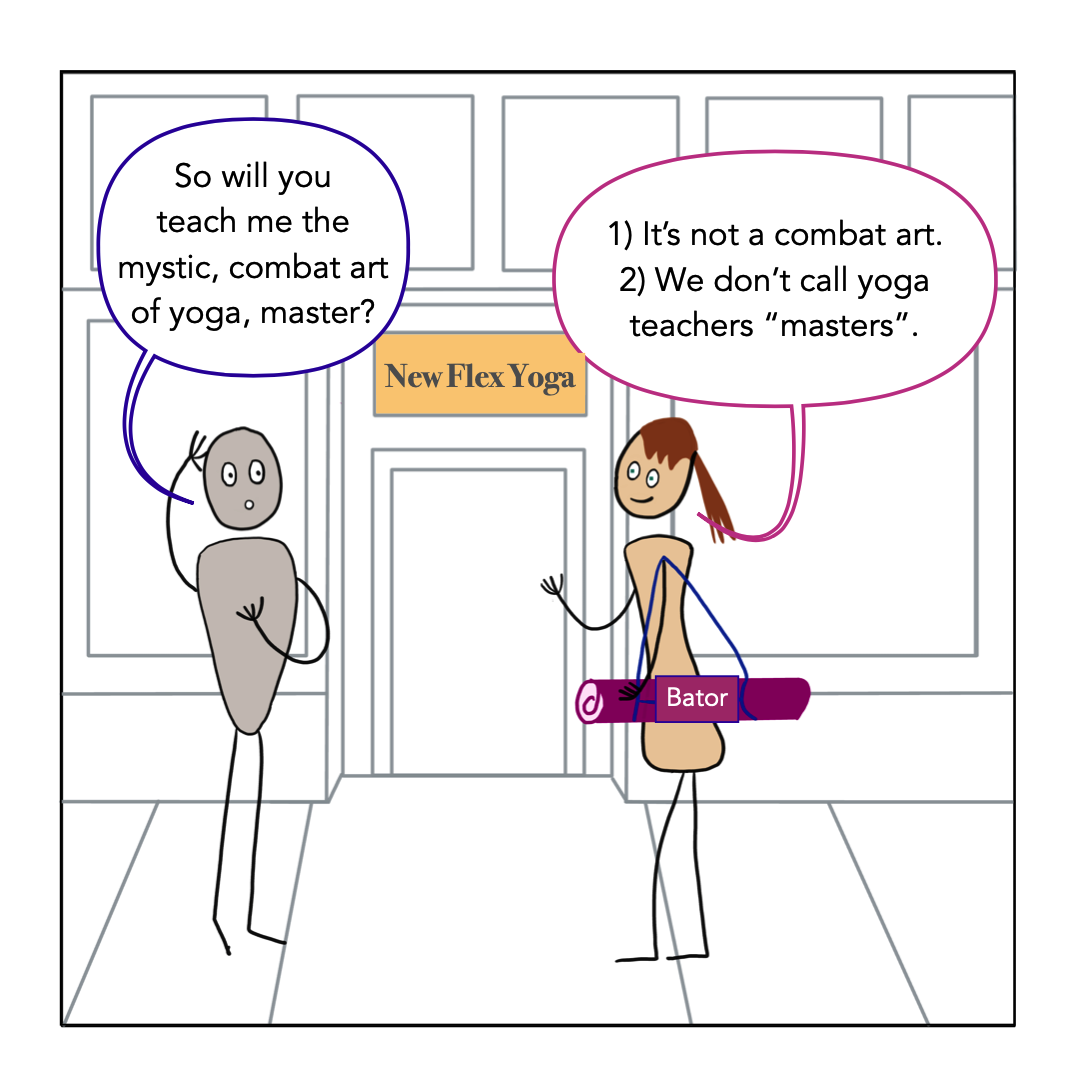 So will you
teach me the
mystic, combat art
of yoga, master?
1) It’s not a combat art.
2) We don’t call yoga
teachers “masters”.
New Flex Yoga
Bator